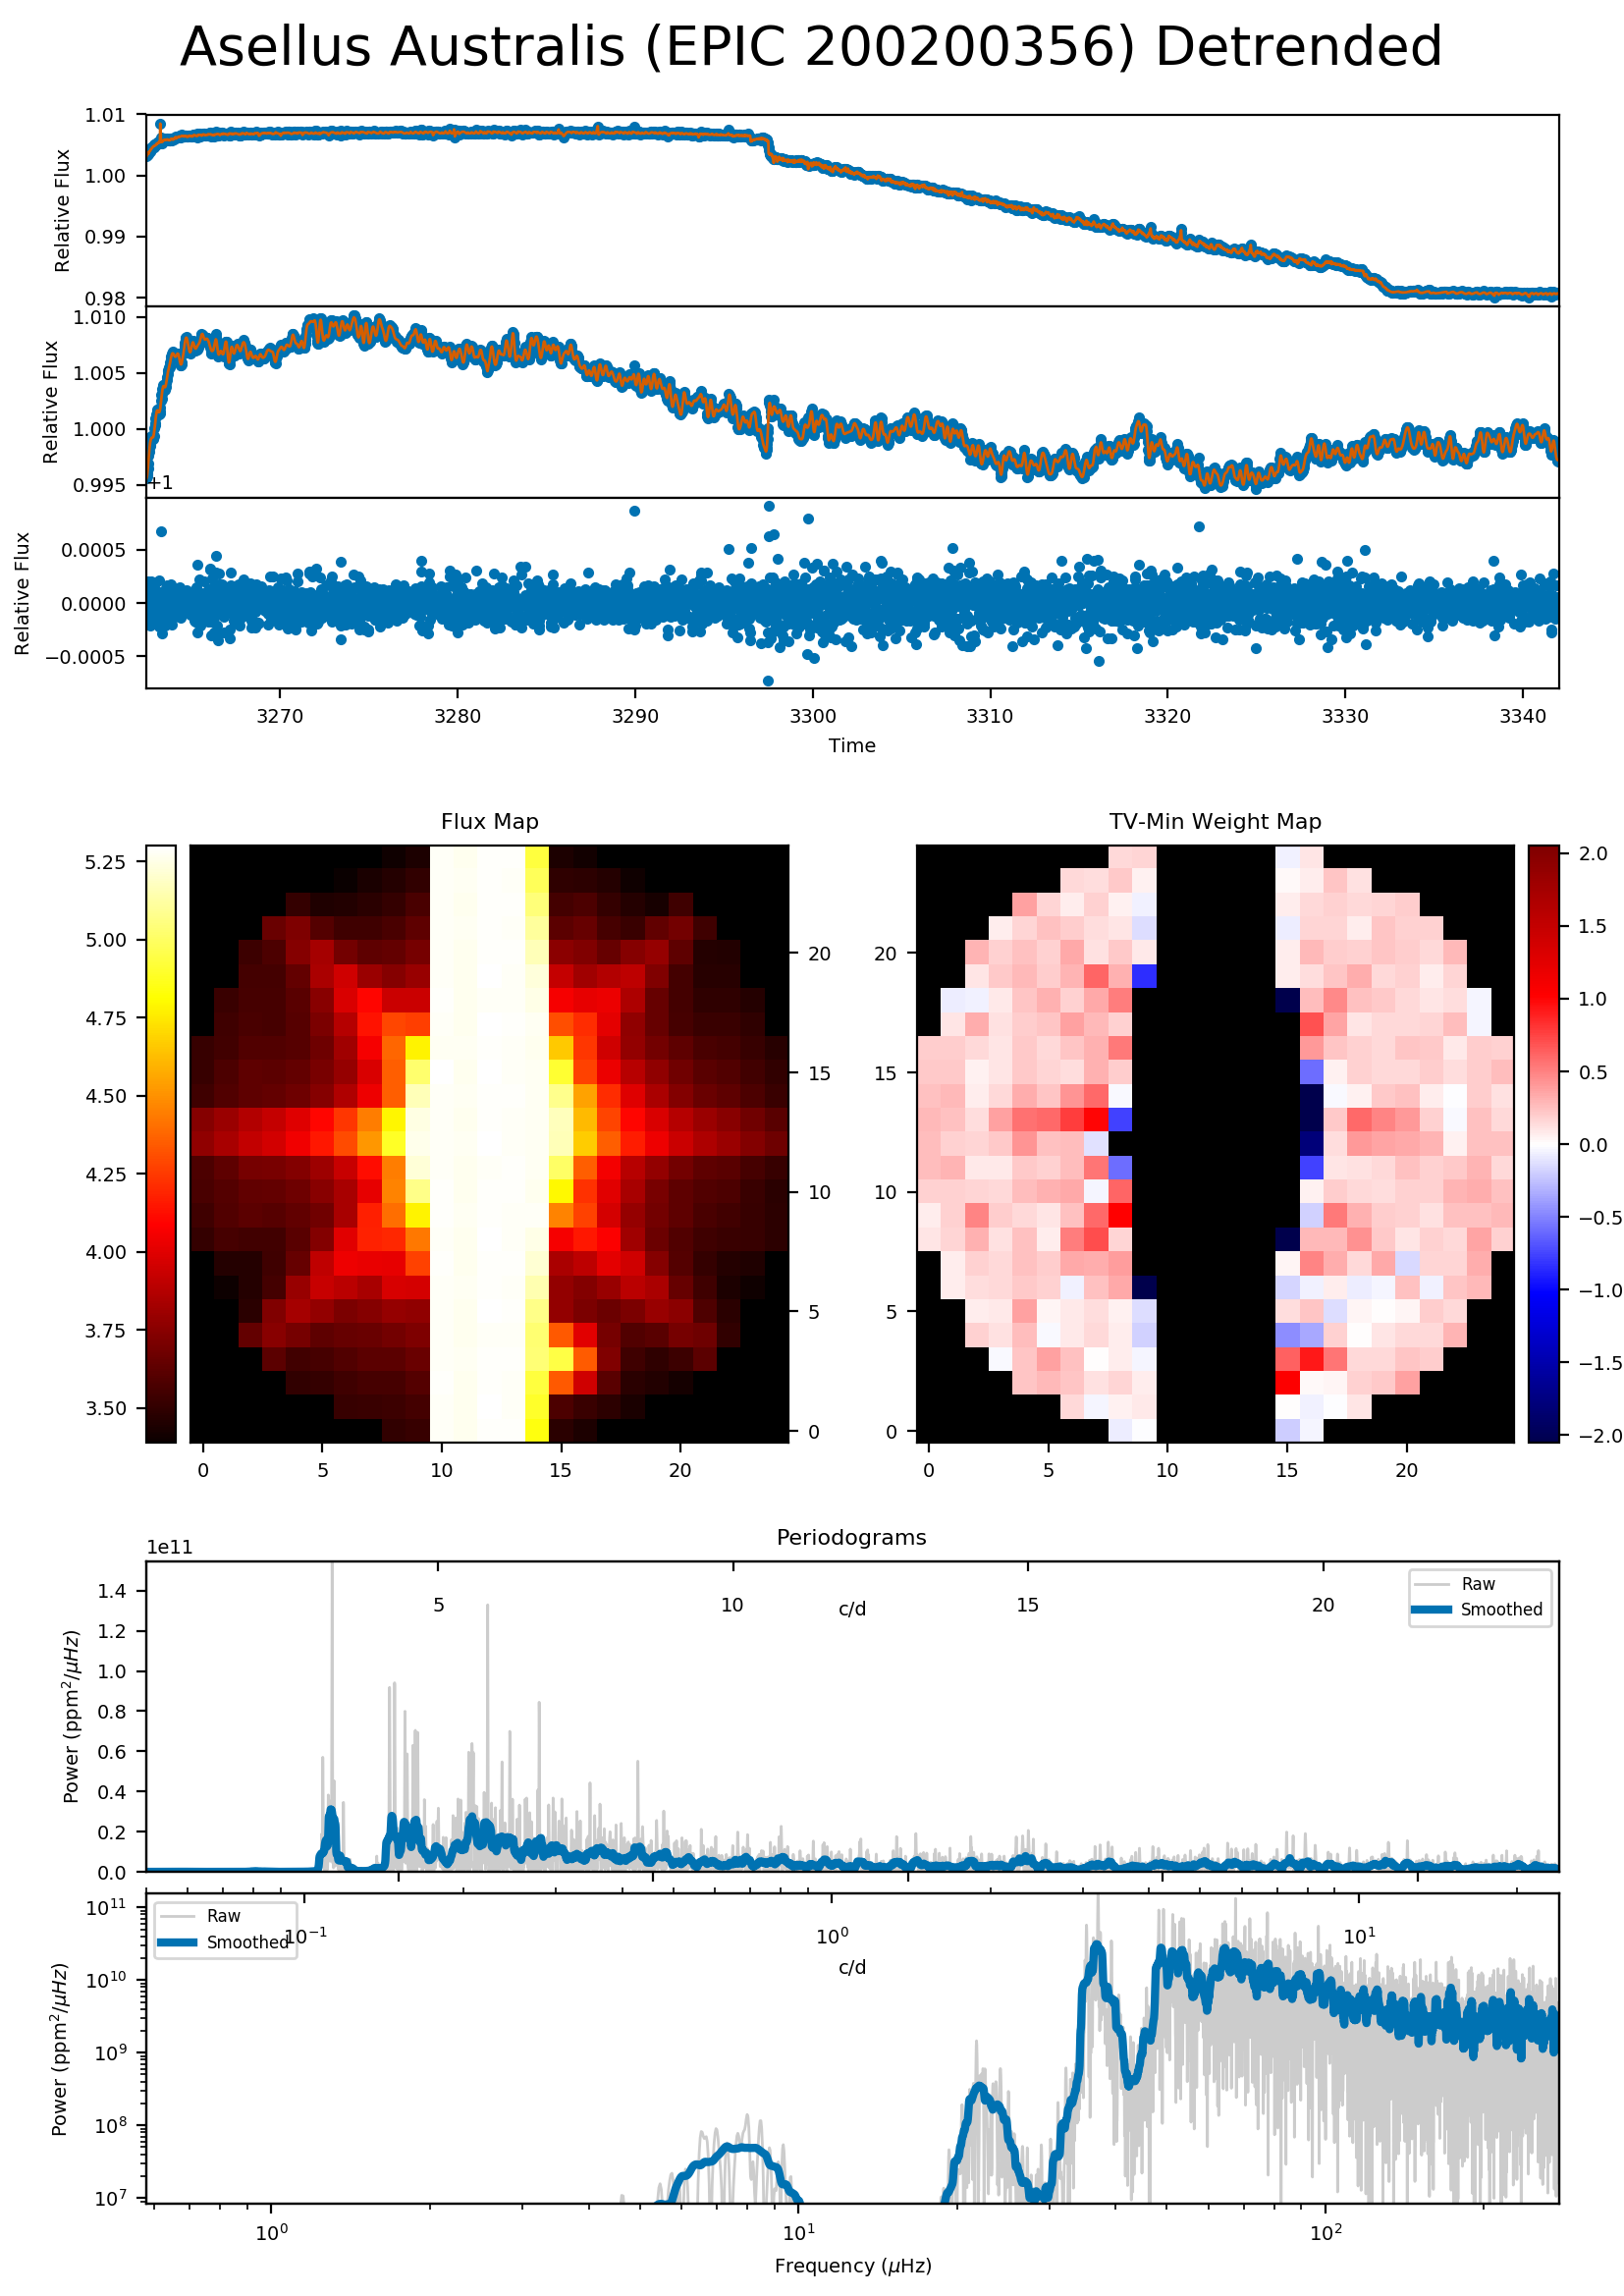 Asellus Australis (EPIC 200200356) Detrended
1.01
1.00
0.99
0.98
Relative Flux
1.010
1.005
1.000
0.995
Relative Flux
+1
0.0005
0.0000
−0.0005
Relative Flux
3270 3280 3290 3300 3310 3320 3330 3340
Time
Flux Map
5.25
5.00
4.75
4.50
4.25
4.00
3.75
3.50
20
15
10
5
0
0 5 10 15 20
TV-Min Weight Map
20
15
10
5
0
0 5 10 15 20
2.0
1.5
1.0
0.5
0.0
−0.5
−1.0
−1.5
−2.0
Periodograms
1e11
1.4
1.2
1.0
0.8
0.6
0.4
0.2
0.0
Power (ppm²/μHz)
5 10 15 20
c/d
Raw
Smoothed
10¹¹
10¹⁰
10⁹
10⁸
10⁷
Power (ppm²/μHz)
Raw
Smoothed
10⁻¹ 10⁰ 10¹
c/d
10⁰ 10¹ 10²
Frequency (μHz)